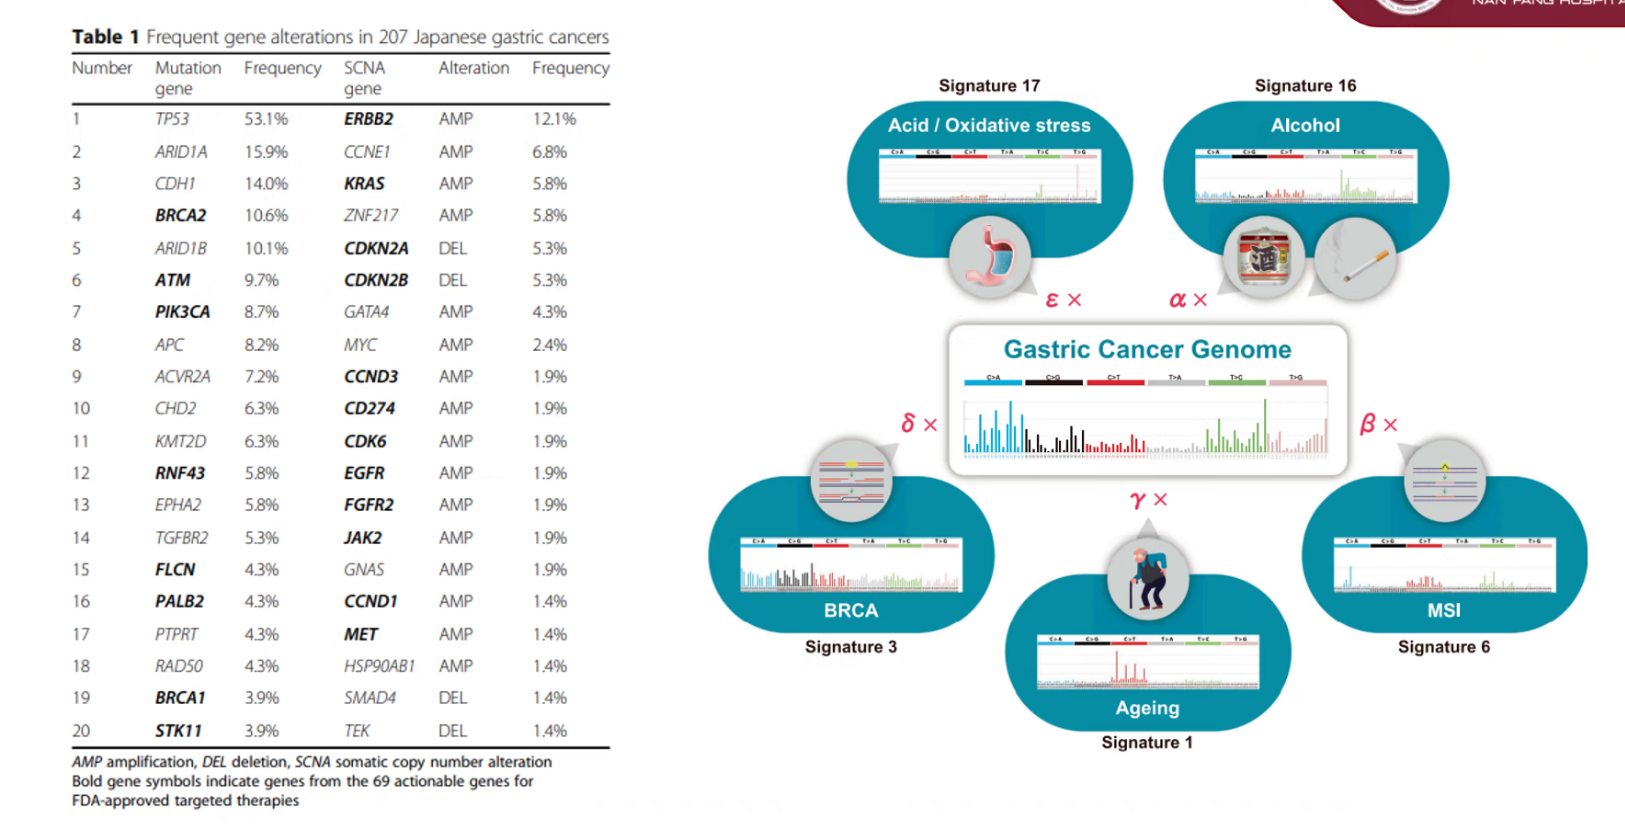 NAN FANG HOSPITA
Table 1 Frequent gene alterations in 207 Japanese gastric cancers
Number Mutation gene Frequency SCNA gene Alteration Frequency
1 TP53 53.1% ERBB2 AMP 12.1%
2 ARID1A 15.9% CCNE1 AMP 6.8%
3 CDH1 14.0% KRAS AMP 5.8%
4 BRCA2 10.6% ZNF217 AMP 5.8%
5 ARID1B 10.1% CDKN2A DEL 5.3%
6 ATM 9.7% CDKN2B DEL 5.3%
7 PIK3CA 8.7% GATA4 AMP 4.3%
8 APC 8.2% MYC AMP 2.4%
9 ACVR2A 7.2% CCND3 AMP 1.9%
10 CHD2 6.3% CD274 AMP 1.9%
11 KMT2D 6.3% CDK6 AMP 1.9%
12 RNF43 5.8% EGFR AMP 1.9%
13 EPHA2 5.8% FGFR2 AMP 1.9%
14 TGFBR2 5.3% JAK2 AMP 1.9%
15 FLCN 4.3% GNAS AMP 1.9%
16 PALB2 4.3% CCND1 AMP 1.4%
17 PTPRT 4.3% MET AMP 1.4%
18 RAD50 4.3% HSP90AB1 AMP 1.4%
19 BRCA1 3.9% SMAD4 DEL 1.4%
20 STK11 3.9% TEK DEL 1.4%
AMP amplification, DEL deletion, SCNA somatic copy number alteration
Bold gene symbols indicate genes from the 69 actionable genes for
FDA-approved targeted therapies
Signature 17
Acid / Oxidative stress
C>A C>G C>T T>A T>C T>G
ε ×
Signature 16
Alcohol
C>A C>G C>T T>A T>C T>G
酒
α ×
Gastric Cancer Genome
C>A C>G C>T T>A T>C T>G
δ ×
β ×
γ ×
C>A C>G C>T T>A T>C T>G
BRCA
Signature 3
C>A C>G C>T T>A T>C T>G
Ageing
Signature 1
C>A C>G C>T T>A T>C T>G
MSI
Signature 6